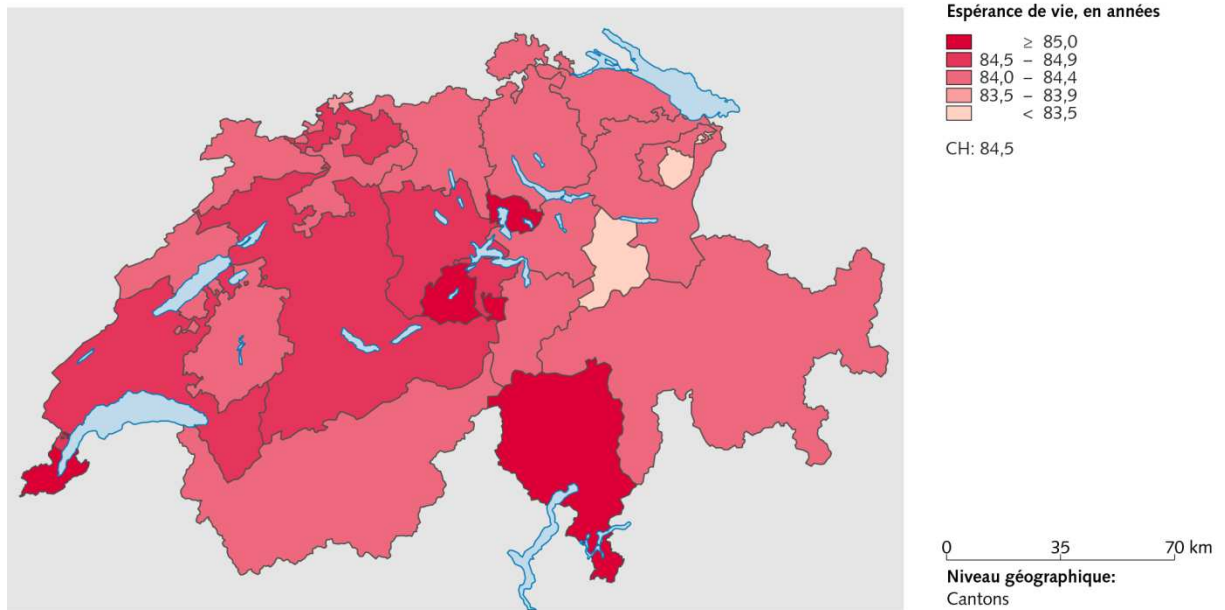 Espérance de vie, en années
≥ 85,0
84,5 – 84,9
84,0 – 84,4
83,5 – 83,9
< 83,5
CH: 84,5
0 35 70 km
Niveau géographique:
Cantons